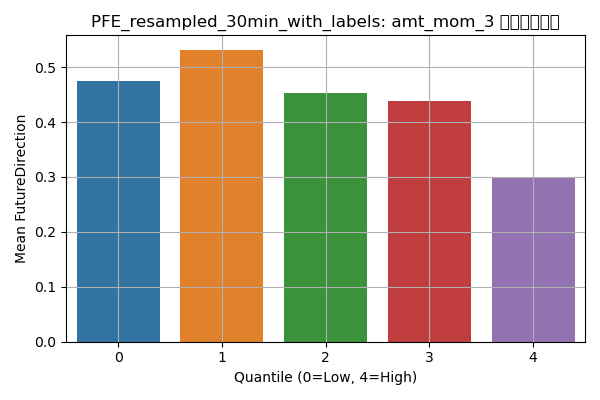 PFE_resampled_30min_with_labels: amt_mom_3
Mean FutureDirection
0.5
0.4
0.3
0.2
0.1
0.0
0 1 2 3 4
Quantile (0=Low, 4=High)